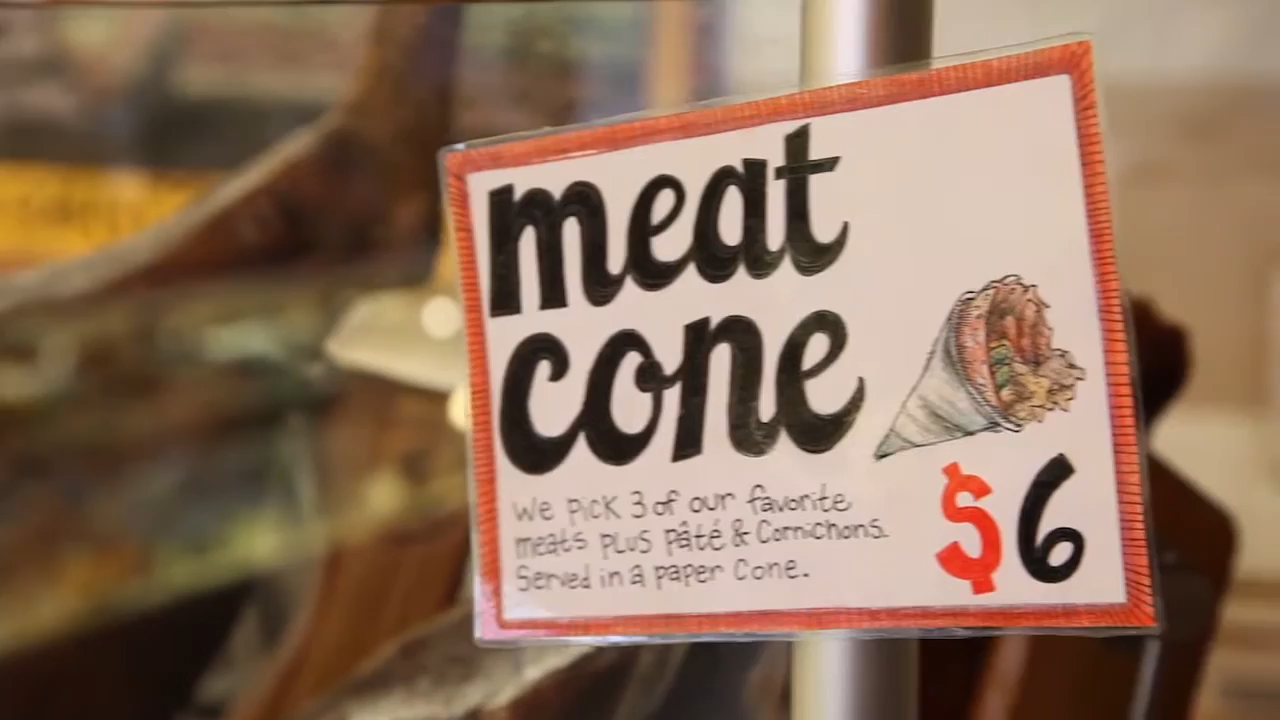 meat
cone
We pick 3 of our favorite
meats plus Pâté & Cornichons.
Served in a paper cone.
$6